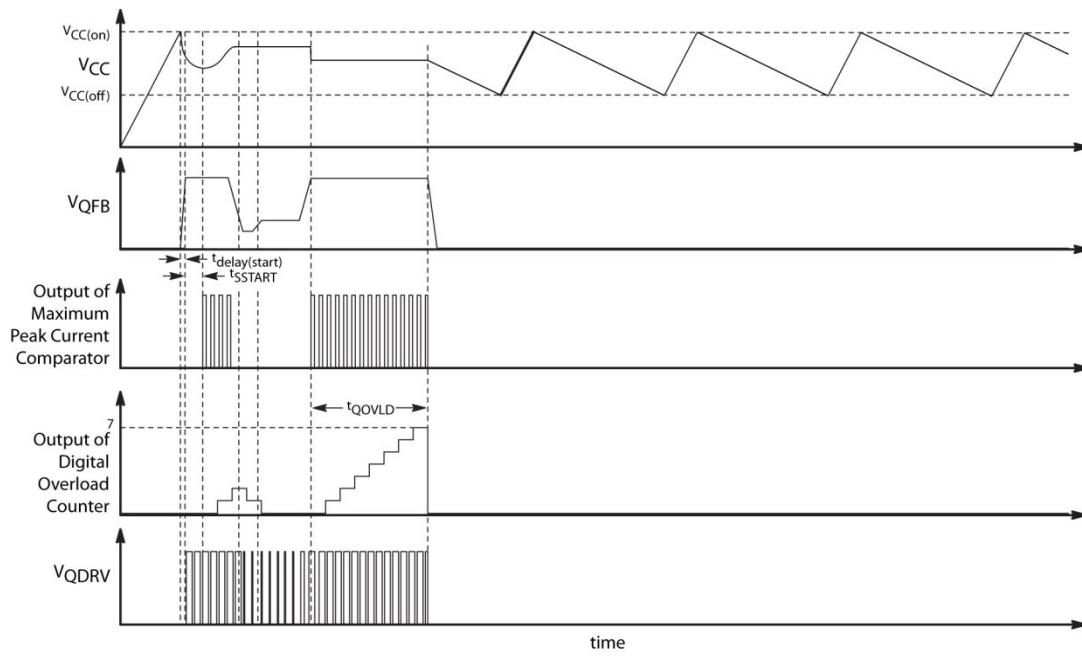 VCC(on)
VCC
VCC(off)
VQFB
tdelay(start)
tSSTART
Output of
Maximum
Peak Current
Comparator
tQOVLD
7
Output of
Digital
Overload
Counter
VQDRV
time